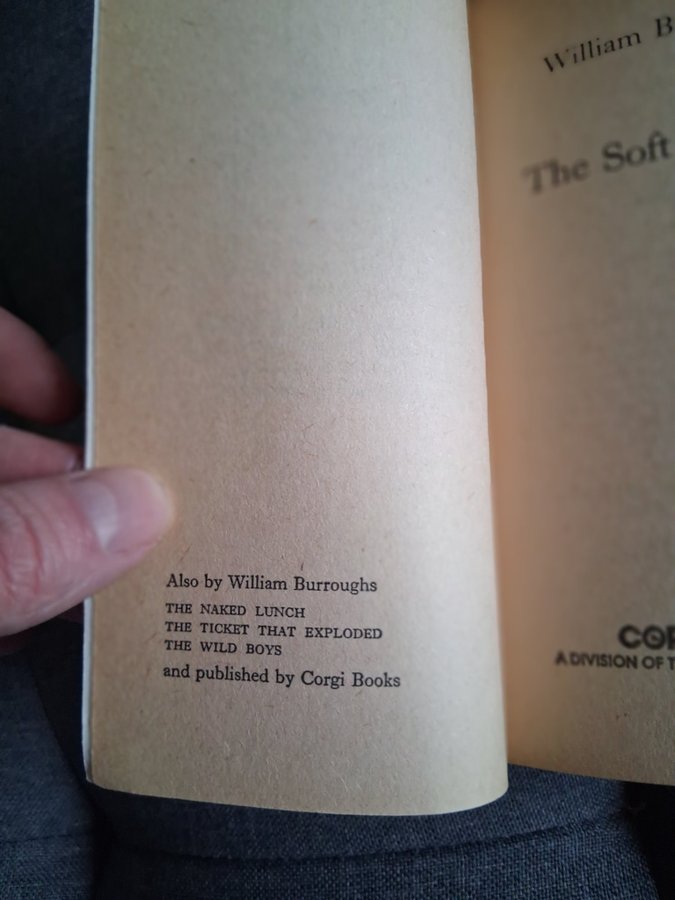 Also by William Burroughs
THE NAKED LUNCH
THE TICKET THAT EXPLODED
THE WILD BOYS
and published by Corgi Books
William B
The Soft
COR
A DIVISION OF T